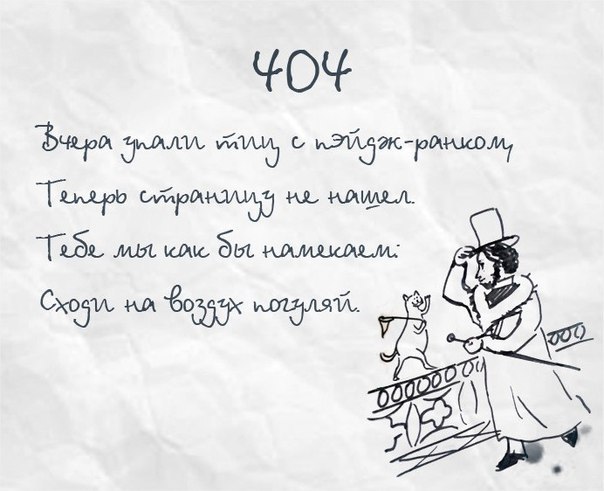 404
Вчера упали тиц с пэйдж-ранком,
Теперь страницу не нашел.
Тебе мы как бы намекаем:
Сходи на воздух погуляй.